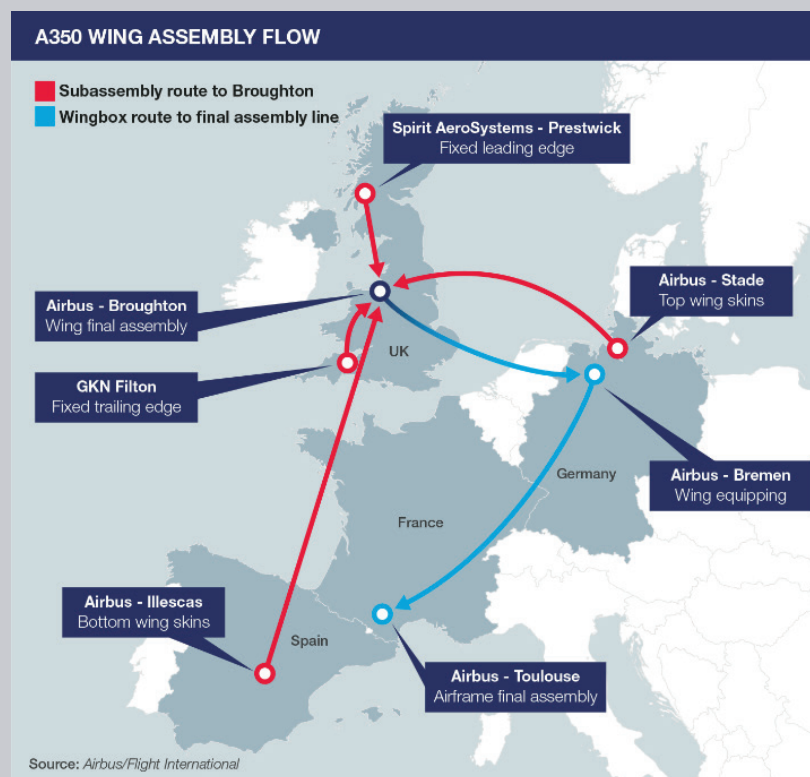 A350 WING ASSEMBLY FLOW
Subassembly route to Broughton
Wingbox route to final assembly line
Spirit AeroSystems - Prestwick
Fixed leading edge
Airbus - Broughton
Wing final assembly
Airbus - Stade
Top wing skins
UK
GKN Filton
Fixed trailing edge
Germany
Airbus - Bremen
Wing equipping
France
Airbus - Illescas
Bottom wing skins
Spain
Airbus - Toulouse
Airframe final assembly
Source: Airbus/Flight International